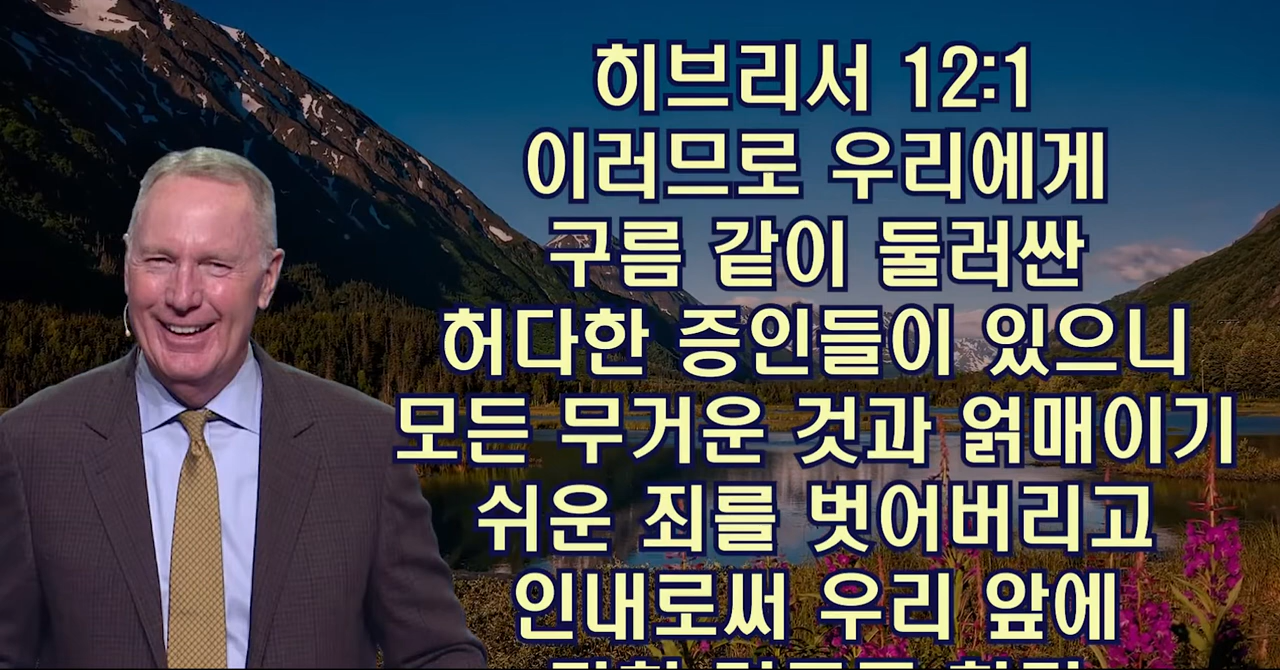 히브리서 12:1
이러므로 우리에게
구름 같이 둘러싼
허다한 증인들이 있으니
모든 무거운 것과 얽매이기
쉬운 죄를 벗어버리고
인내로써 우리 앞에